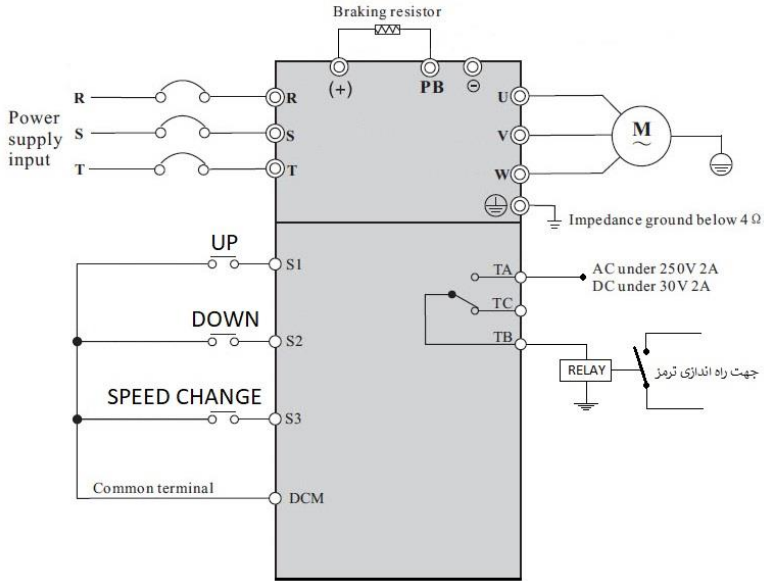 Braking resistor
(+)
PB
⊖
R
R
U
Power
supply
input
S
S
V
M
~
T
T
W
Impedance ground below 4 Ω
UP
S1
TA
AC under 250V 2A
DC under 30V 2A
TC
DOWN
S2
TB
RELAY
جهت راه اندازی ترمز
SPEED CHANGE
S3
Common terminal
DCM